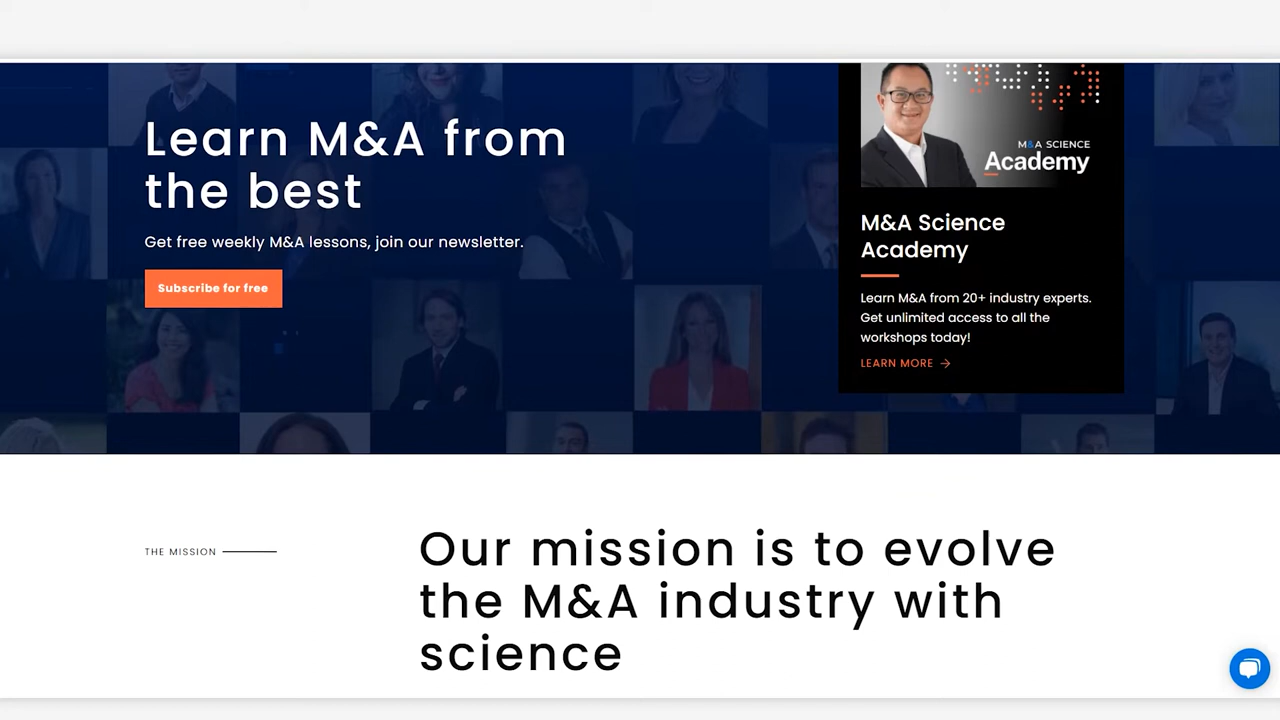 Learn M&A from
the best
Get free weekly M&A lessons, join our newsletter.
Subscribe for free
M&A SCIENCE
Academy
M&A Science
Academy
Learn M&A from 20+ industry experts.
Get unlimited access to all the
workshops today!
LEARN MORE →
THE MISSION
Our mission is to evolve
the M&A industry with
science